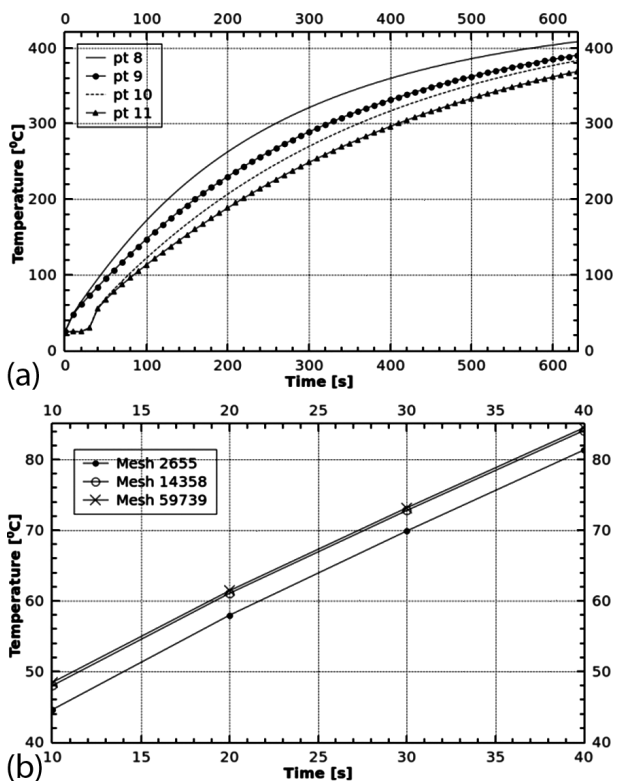 0 100 200 300 400 500 600
400 400
pt 8
pt 9
pt 10
pt 11
300 300
200 200
100 100
0 0
Temperature [⁰C]
0 100 200 300 400 500 600
Time [s]
(a)
10 15 20 25 30 35 40
80 80
Mesh 2655
Mesh 14358
Mesh 59739
70 70
60 60
50 50
40 40
Temperature [⁰C]
10 15 20 25 30 35 40
Time [s]
(b)